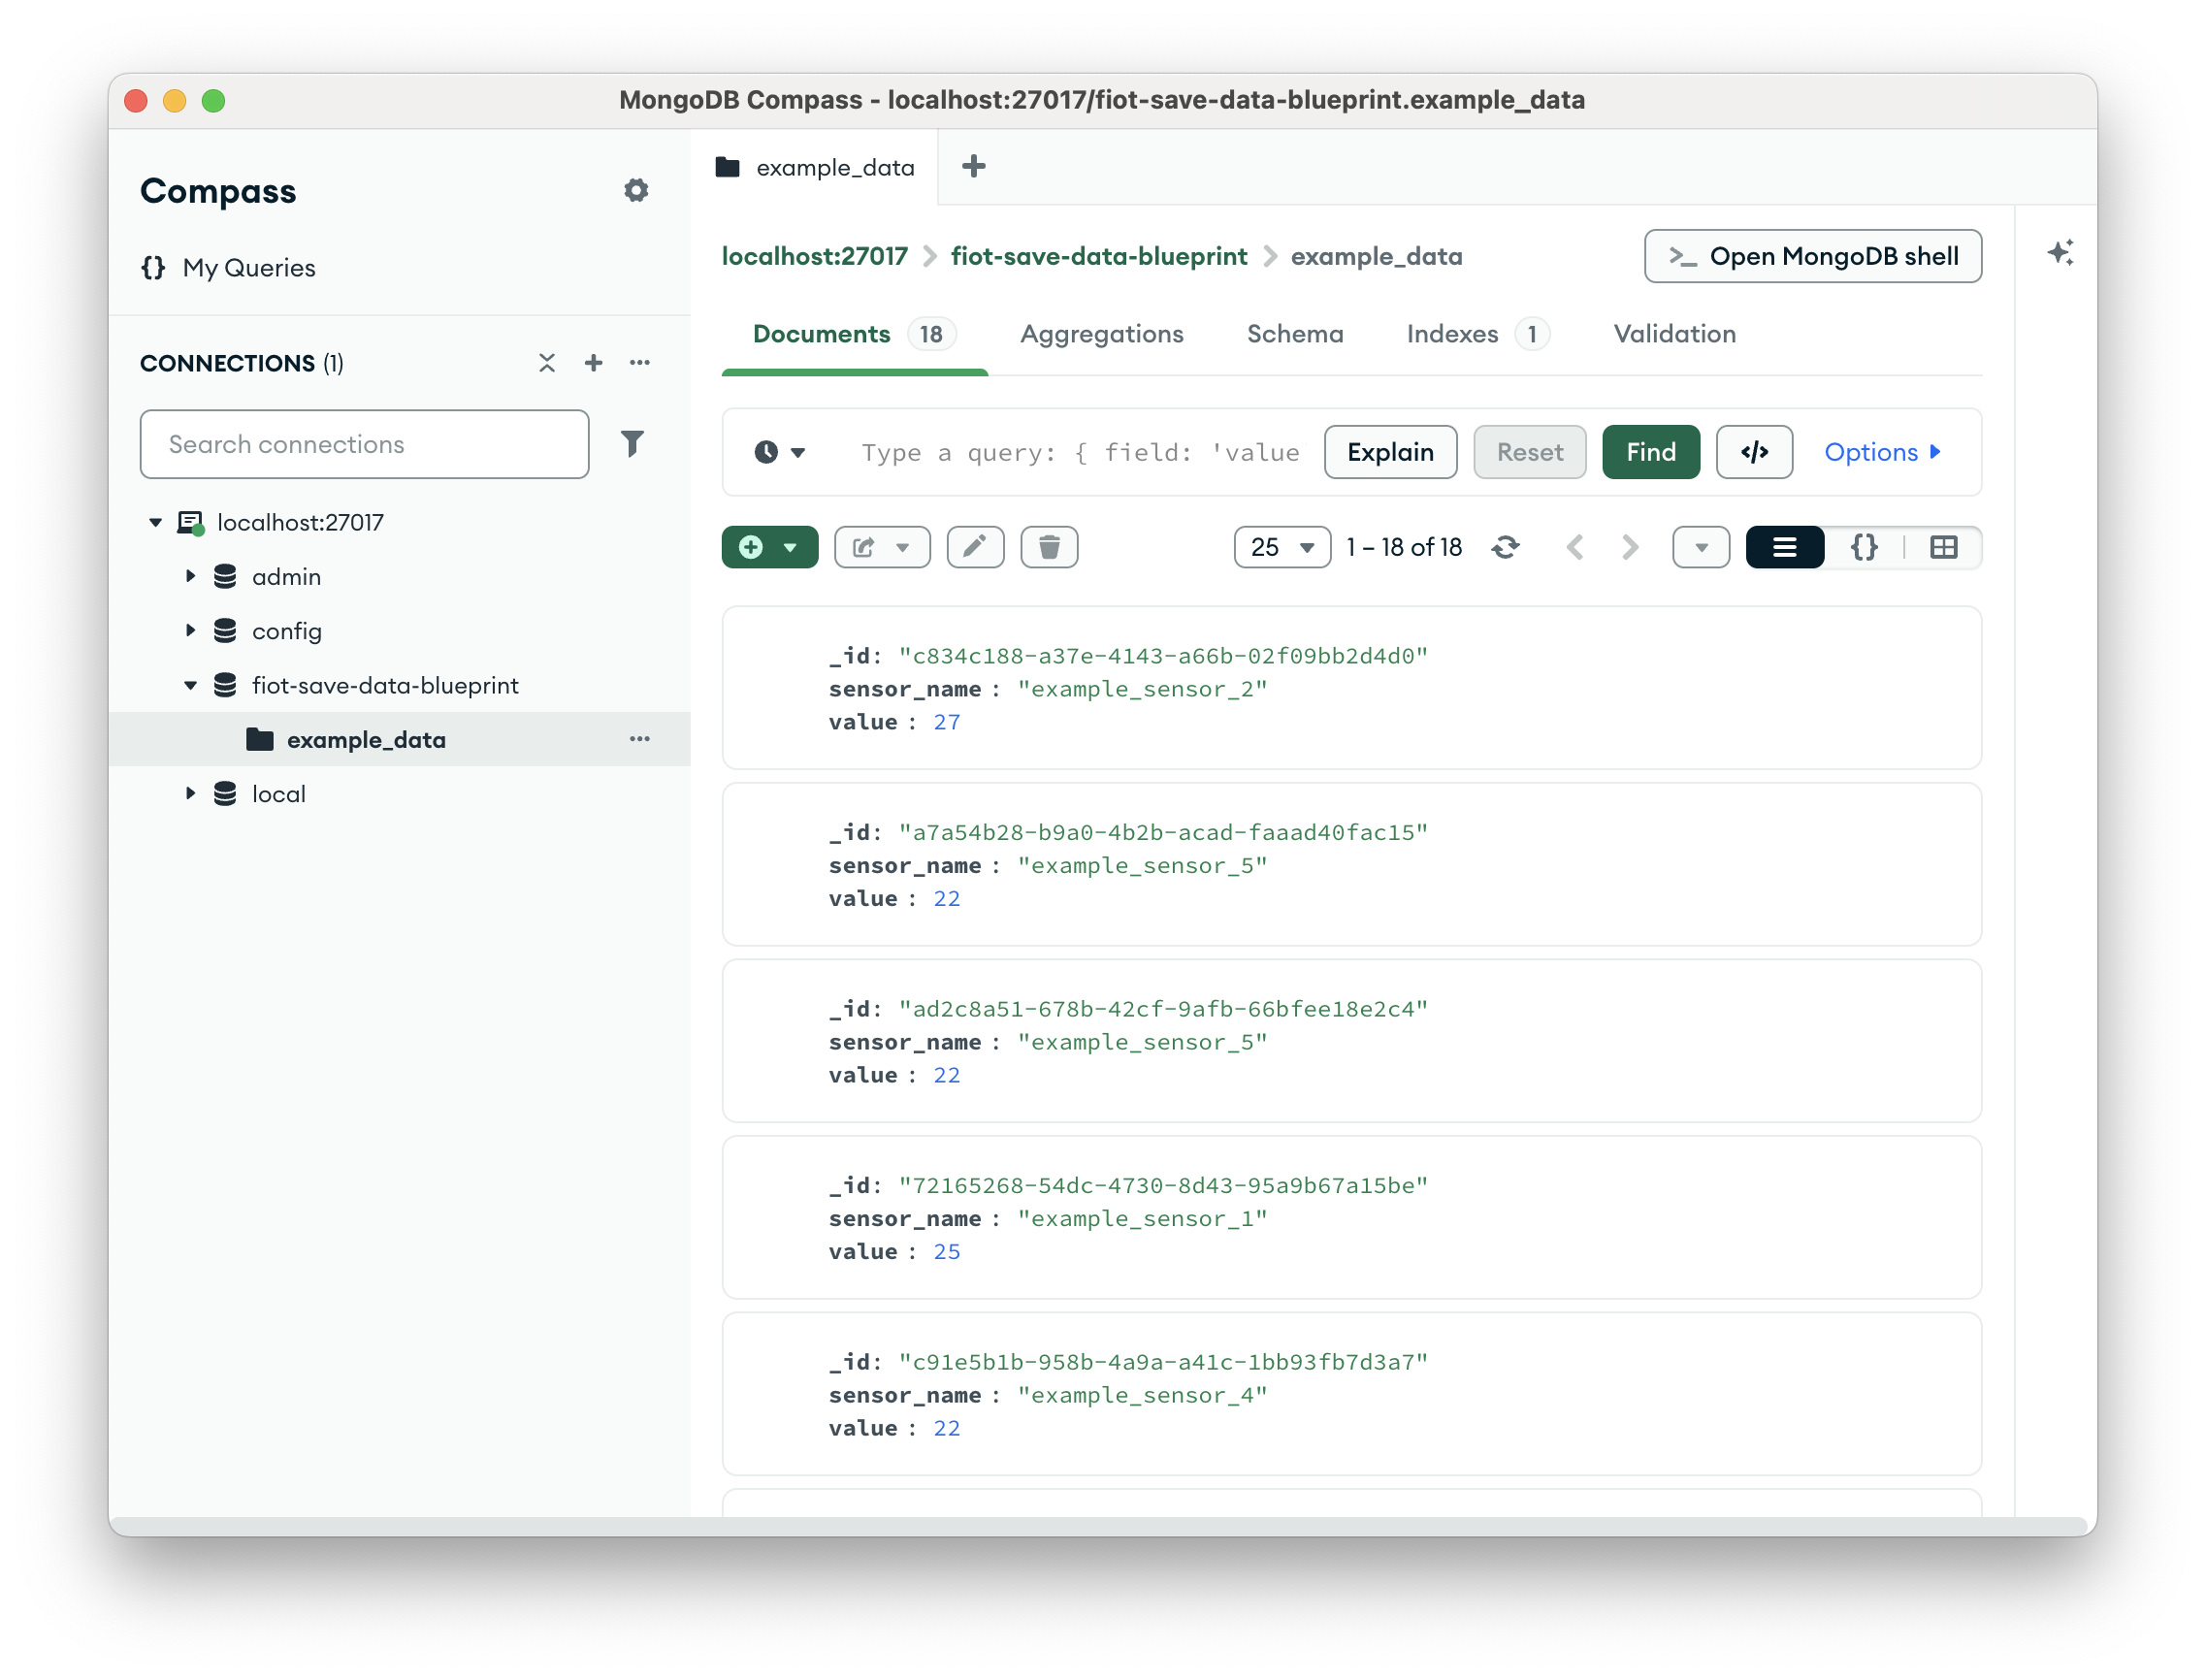 MongoDB Compass - localhost:27017/fiot-save-data-blueprint.example_data
Compass
{} My Queries
CONNECTIONS (1)
Search connections
localhost:27017
admin
config
fiot-save-data-blueprint
example_data
local
example_data
localhost:27017 > fiot-save-data-blueprint > example_data
>_ Open MongoDB shell
Documents 18 Aggregations Schema Indexes 1 Validation
Type a query: { field: 'value Explain Reset Find </> Options
25 1 – 18 of 18 {}
_id: "c834c188-a37e-4143-a66b-02f09bb2d4d0"
sensor_name : "example_sensor_2"
value : 27
_id: "a7a54b28-b9a0-4b2b-acad-faaad40fac15"
sensor_name : "example_sensor_5"
value : 22
_id: "ad2c8a51-678b-42cf-9afb-66bfee18e2c4"
sensor_name : "example_sensor_5"
value : 22
_id: "72165268-54dc-4730-8d43-95a9b67a15be"
sensor_name : "example_sensor_1"
value : 25
_id: "c91e5b1b-958b-4a9a-a41c-1bb93fb7d3a7"
sensor_name : "example_sensor_4"
value : 22